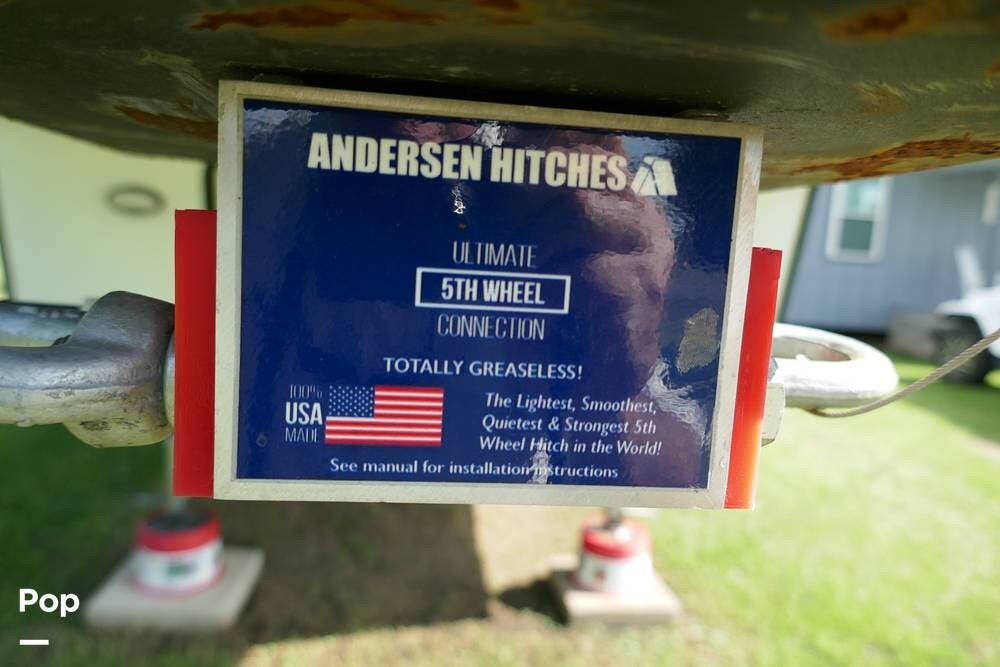 ANDERSEN HITCHES
ULTIMATE
5TH WHEEL
CONNECTION
TOTALLY GREASELESS!
100%
USA
MADE
The Lightest, Smoothest,
Quietest & Strongest 5th
Wheel Hitch in the World!
See manual for installation instructions
Pop